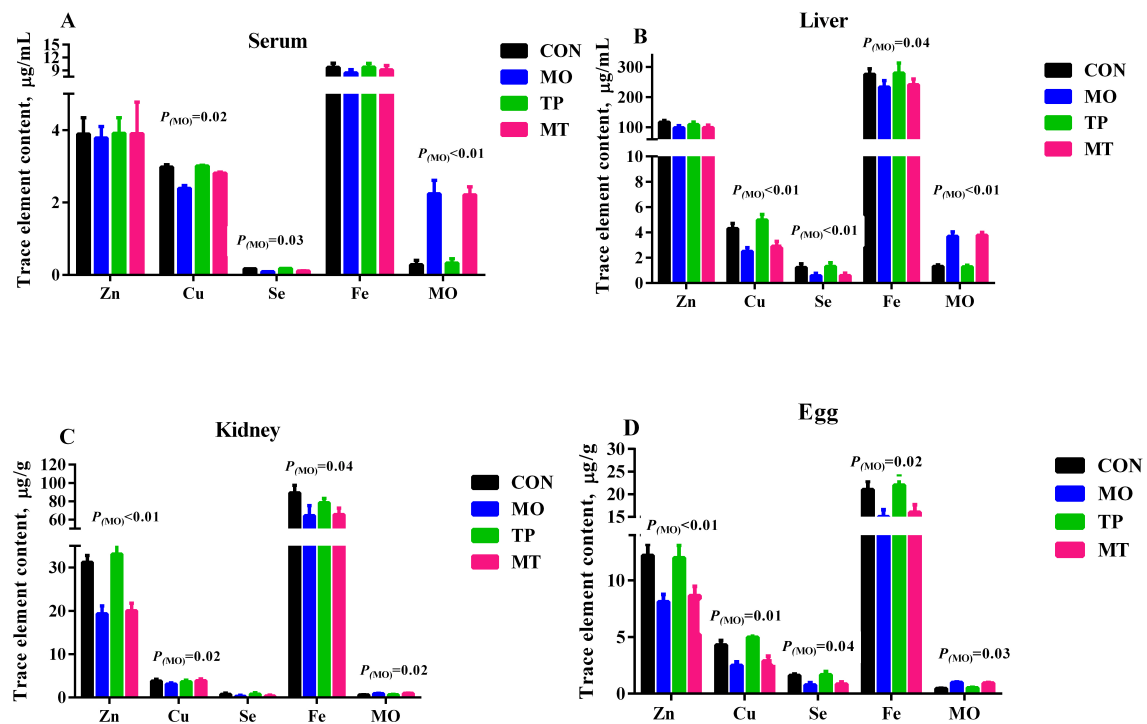 A
Serum
Trace element content, μg/mL
15
12
9
4
2
0
P(MO)=0.02
P(MO)=0.03
P(MO)<0.01
Zn Cu Se Fe MO
CON
MO
TP
MT
B
Liver
Trace element content, μg/mL
300
200
100
10
8
6
4
2
0
P(MO)=0.04
P(MO)<0.01
P(MO)<0.01
P(MO)<0.01
Zn Cu Se Fe MO
CON
MO
TP
MT
C
Kidney
Trace element content, μg/g
120
100
80
60
30
20
10
0
P(MO)=0.04
P(MO)<0.01
P(MO)=0.02
P(MO)=0.02
Zn Cu Se Fe MO
CON
MO
TP
MT
D
Egg
Trace element content, μg/g
30
25
20
15
10
5
0
P(MO)=0.02
P(MO)<0.01
P(MO)=0.01
P(MO)=0.04
P(MO)=0.03
Zn Cu Se Fe MO
CON
MO
TP
MT